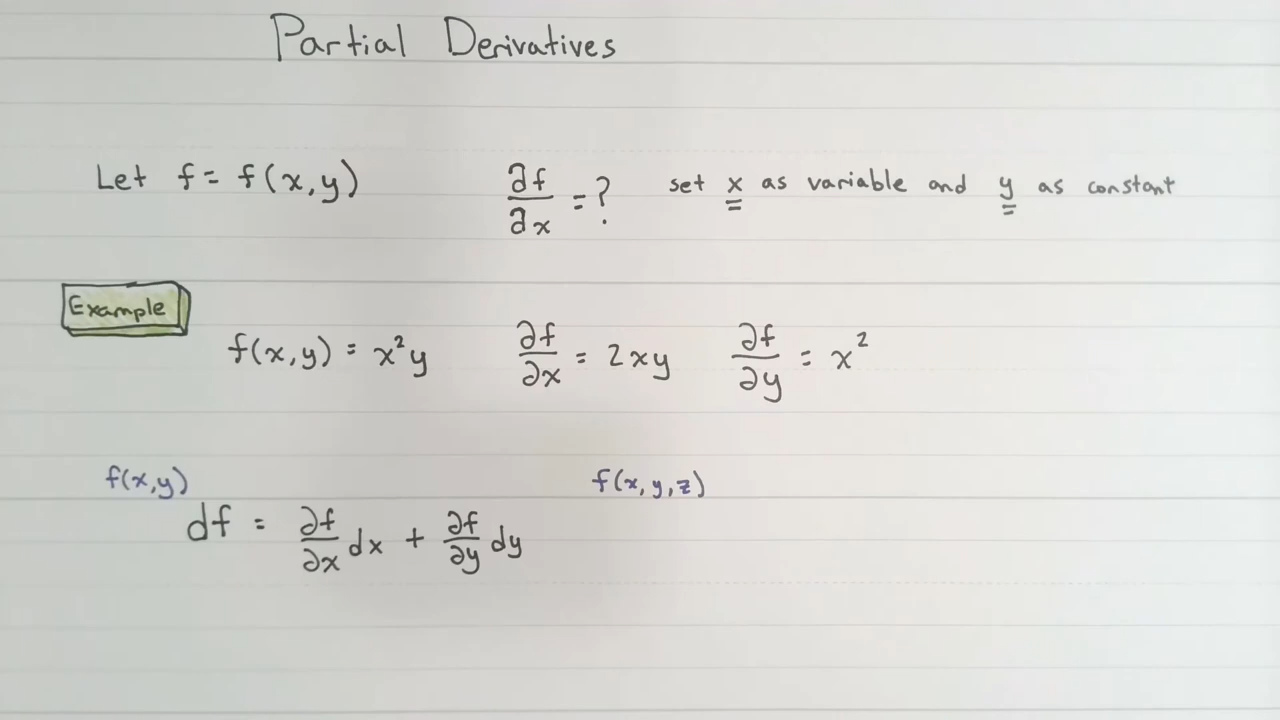 Partial Derivatives
Let f = f(x,y) ∂f/∂x = ? set x as variable and y as constant
Example
f(x,y) = x²y ∂f/∂x = 2xy ∂f/∂y = x²
f(x,y) f(x,y,z)
df = ∂f/∂x dx + ∂f/∂y dy